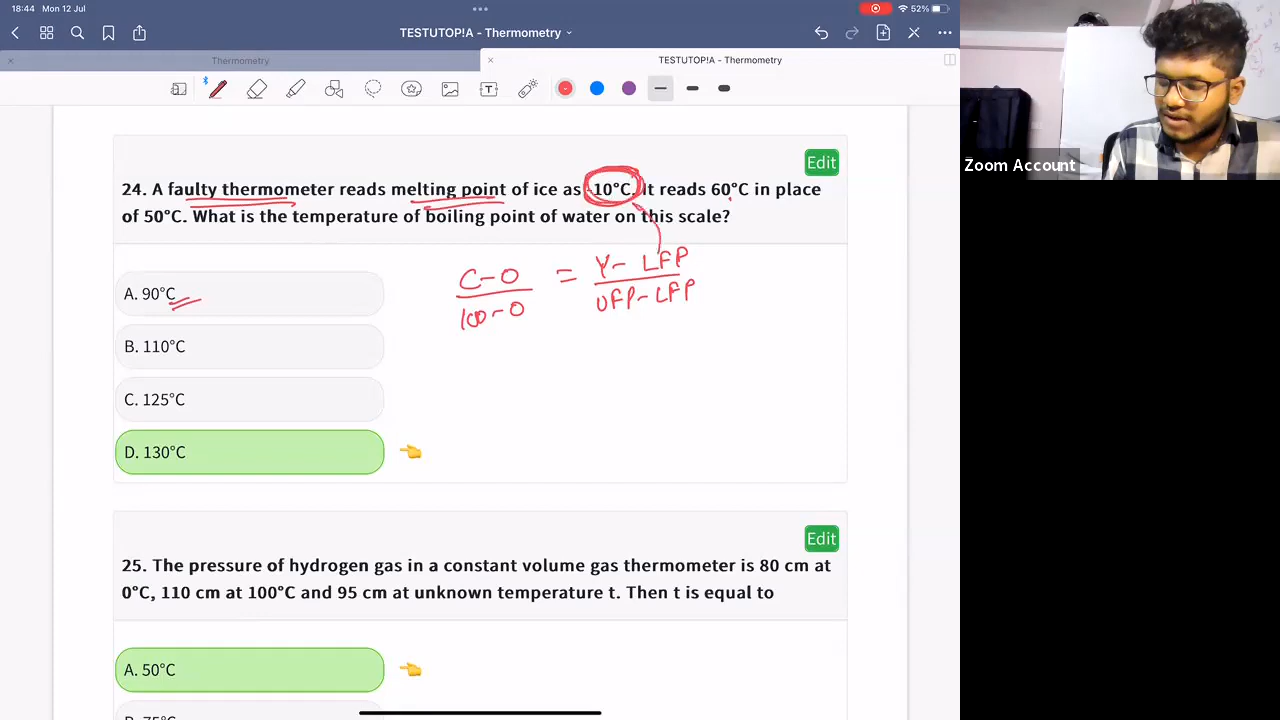 18:44 Mon 12 Jul
52%
TESTUTOP!A - Thermometry
Thermometry
TESTUTOP!A - Thermometry
Edit
24. A faulty thermometer reads melting point of ice as -10°C. It reads 60°C in place
of 50°C. What is the temperature of boiling point of water on this scale?
A. 90°C
B. 110°C
C. 125°C
D. 130°C
C-0 / 100-0 = Y-LFP / UFP-LFP
Edit
25. The pressure of hydrogen gas in a constant volume gas thermometer is 80 cm at
0°C, 110 cm at 100°C and 95 cm at unknown temperature t. Then t is equal to
A. 50°C
Zoom Account